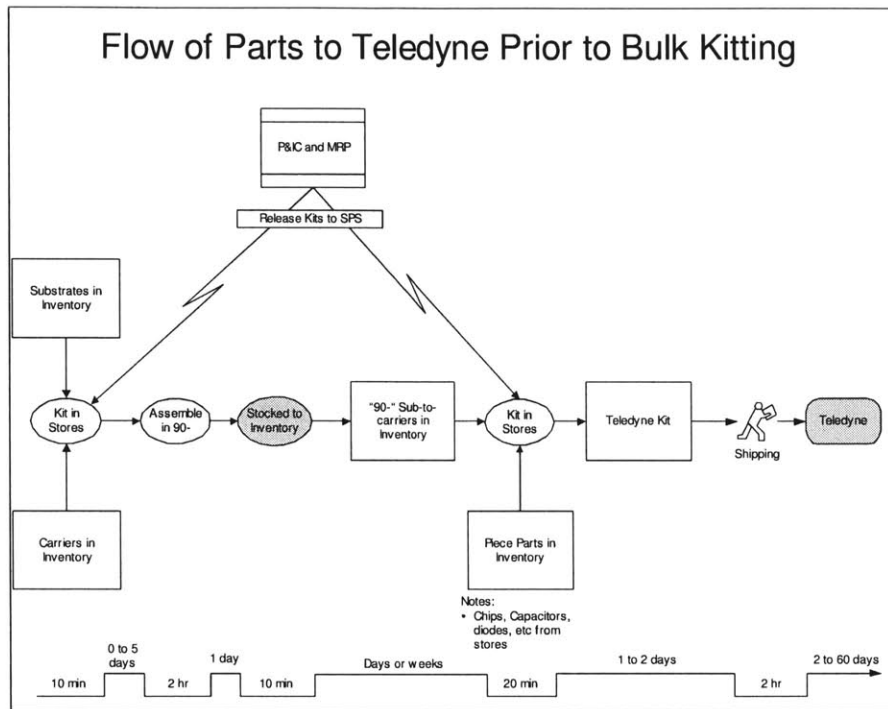 Flow of Parts to Teledyne Prior to Bulk Kitting
P&IC and MRP
Release Kits to SPS
Substrates in
Inventory
Kit in
Stores
Assemble
in 90-
Stocked to
Inventory
"90-" Sub-to-
carriers in
Inventory
Kit in
Stores
Teledyne Kit
Shipping
Teledyne
Carriers in
Inventory
Piece Parts in
Inventory
Notes:
• Chips, Capacitors,
diodes, etc from
stores
10 min
0 to 5
days
2 hr
1 day
10 min
Days or weeks
20 min
1 to 2 days
2 hr
2 to 60 days